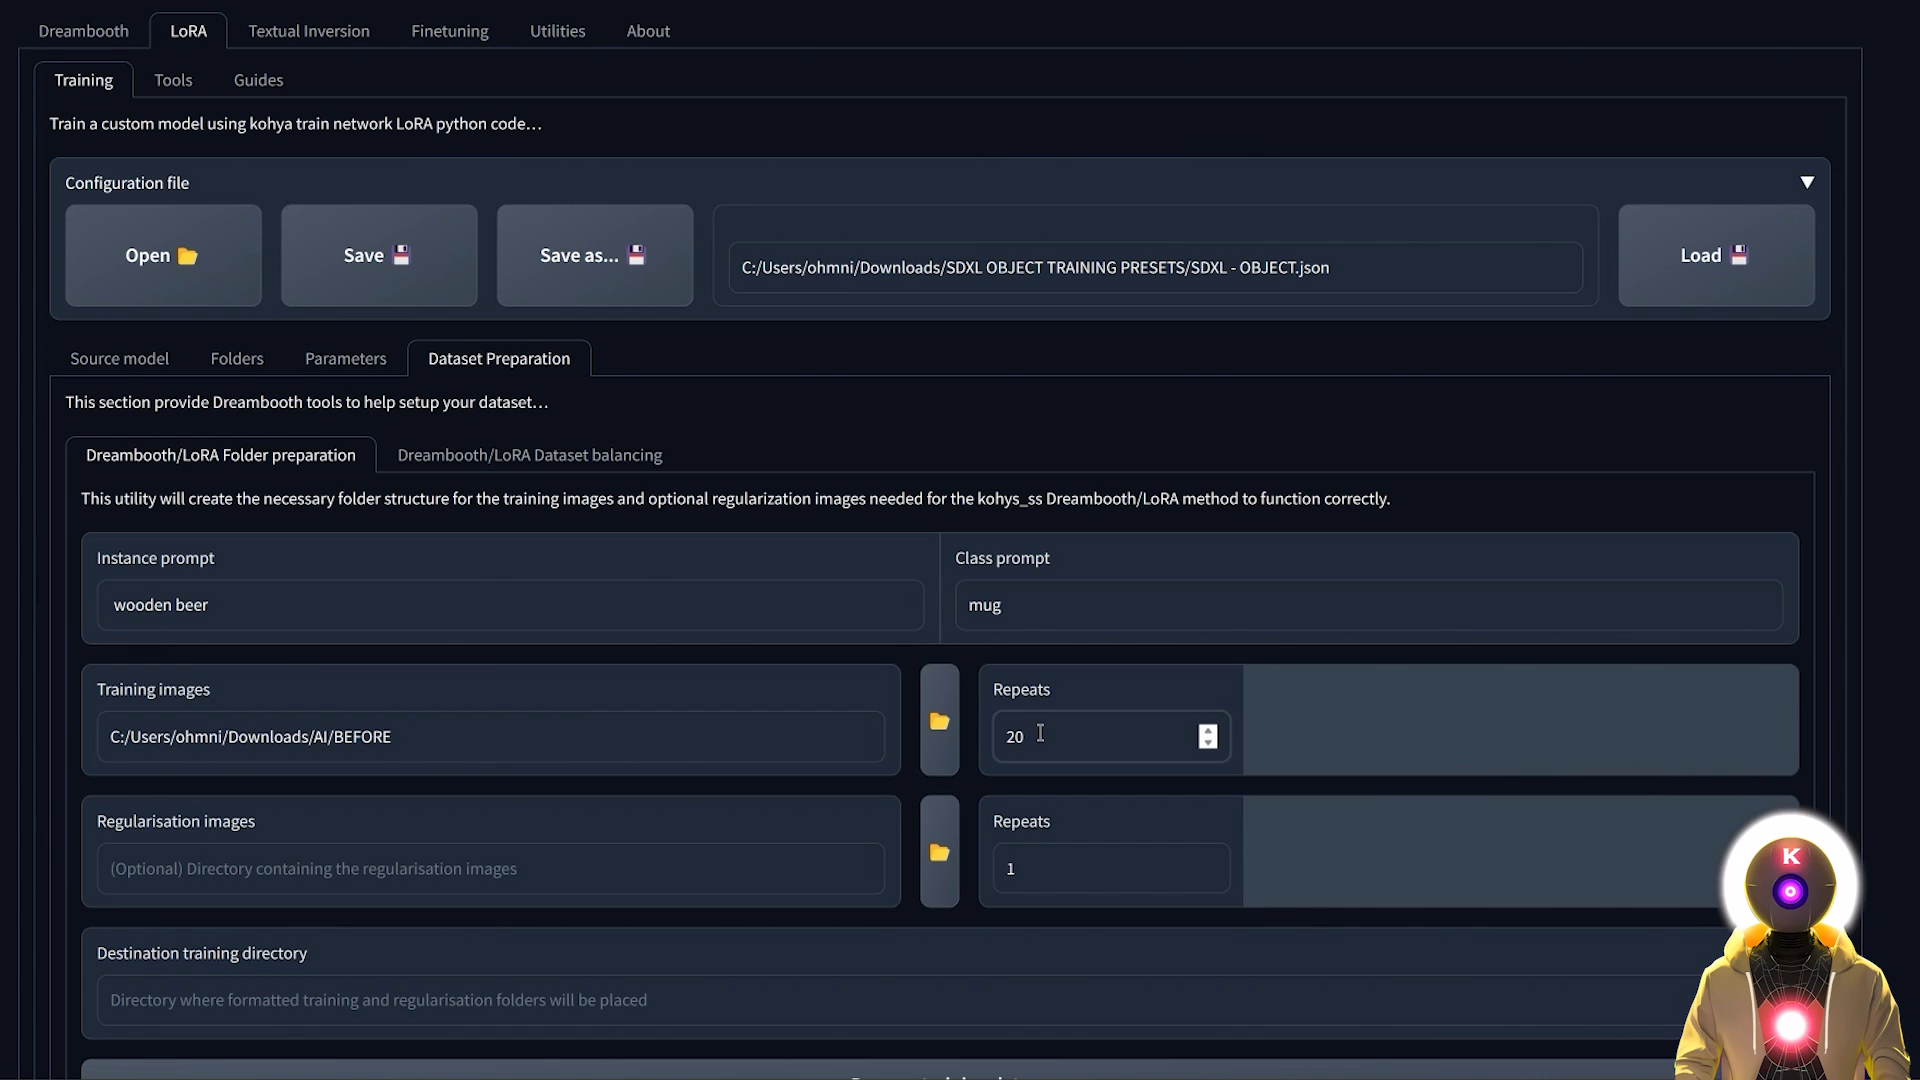 Dreambooth
LoRA
Textual Inversion
Finetuning
Utilities
About
Training
Tools
Guides
Train a custom model using kohya train network LoRA python code...
Configuration file
▼
Open 📂
Save 💾
Save as... 💾
C:/Users/ohmni/Downloads/SDXL OBJECT TRAINING PRESETS/SDXL - OBJECT.json
Load 💾
Source model
Folders
Parameters
Dataset Preparation
This section provide Dreambooth tools to help setup your dataset...
Dreambooth/LoRA Folder preparation
Dreambooth/LoRA Dataset balancing
This utility will create the necessary folder structure for the training images and optional regularization images needed for the kohys_ss Dreambooth/LoRA method to function correctly.
Instance prompt
Class prompt
wooden beer
mug
Training images
Repeats
C:/Users/ohmni/Downloads/AI/BEFORE
20
Regularisation images
Repeats
(Optional) Directory containing the regularisation images
1
Destination training directory
Directory where formatted training and regularisation folders will be placed
K